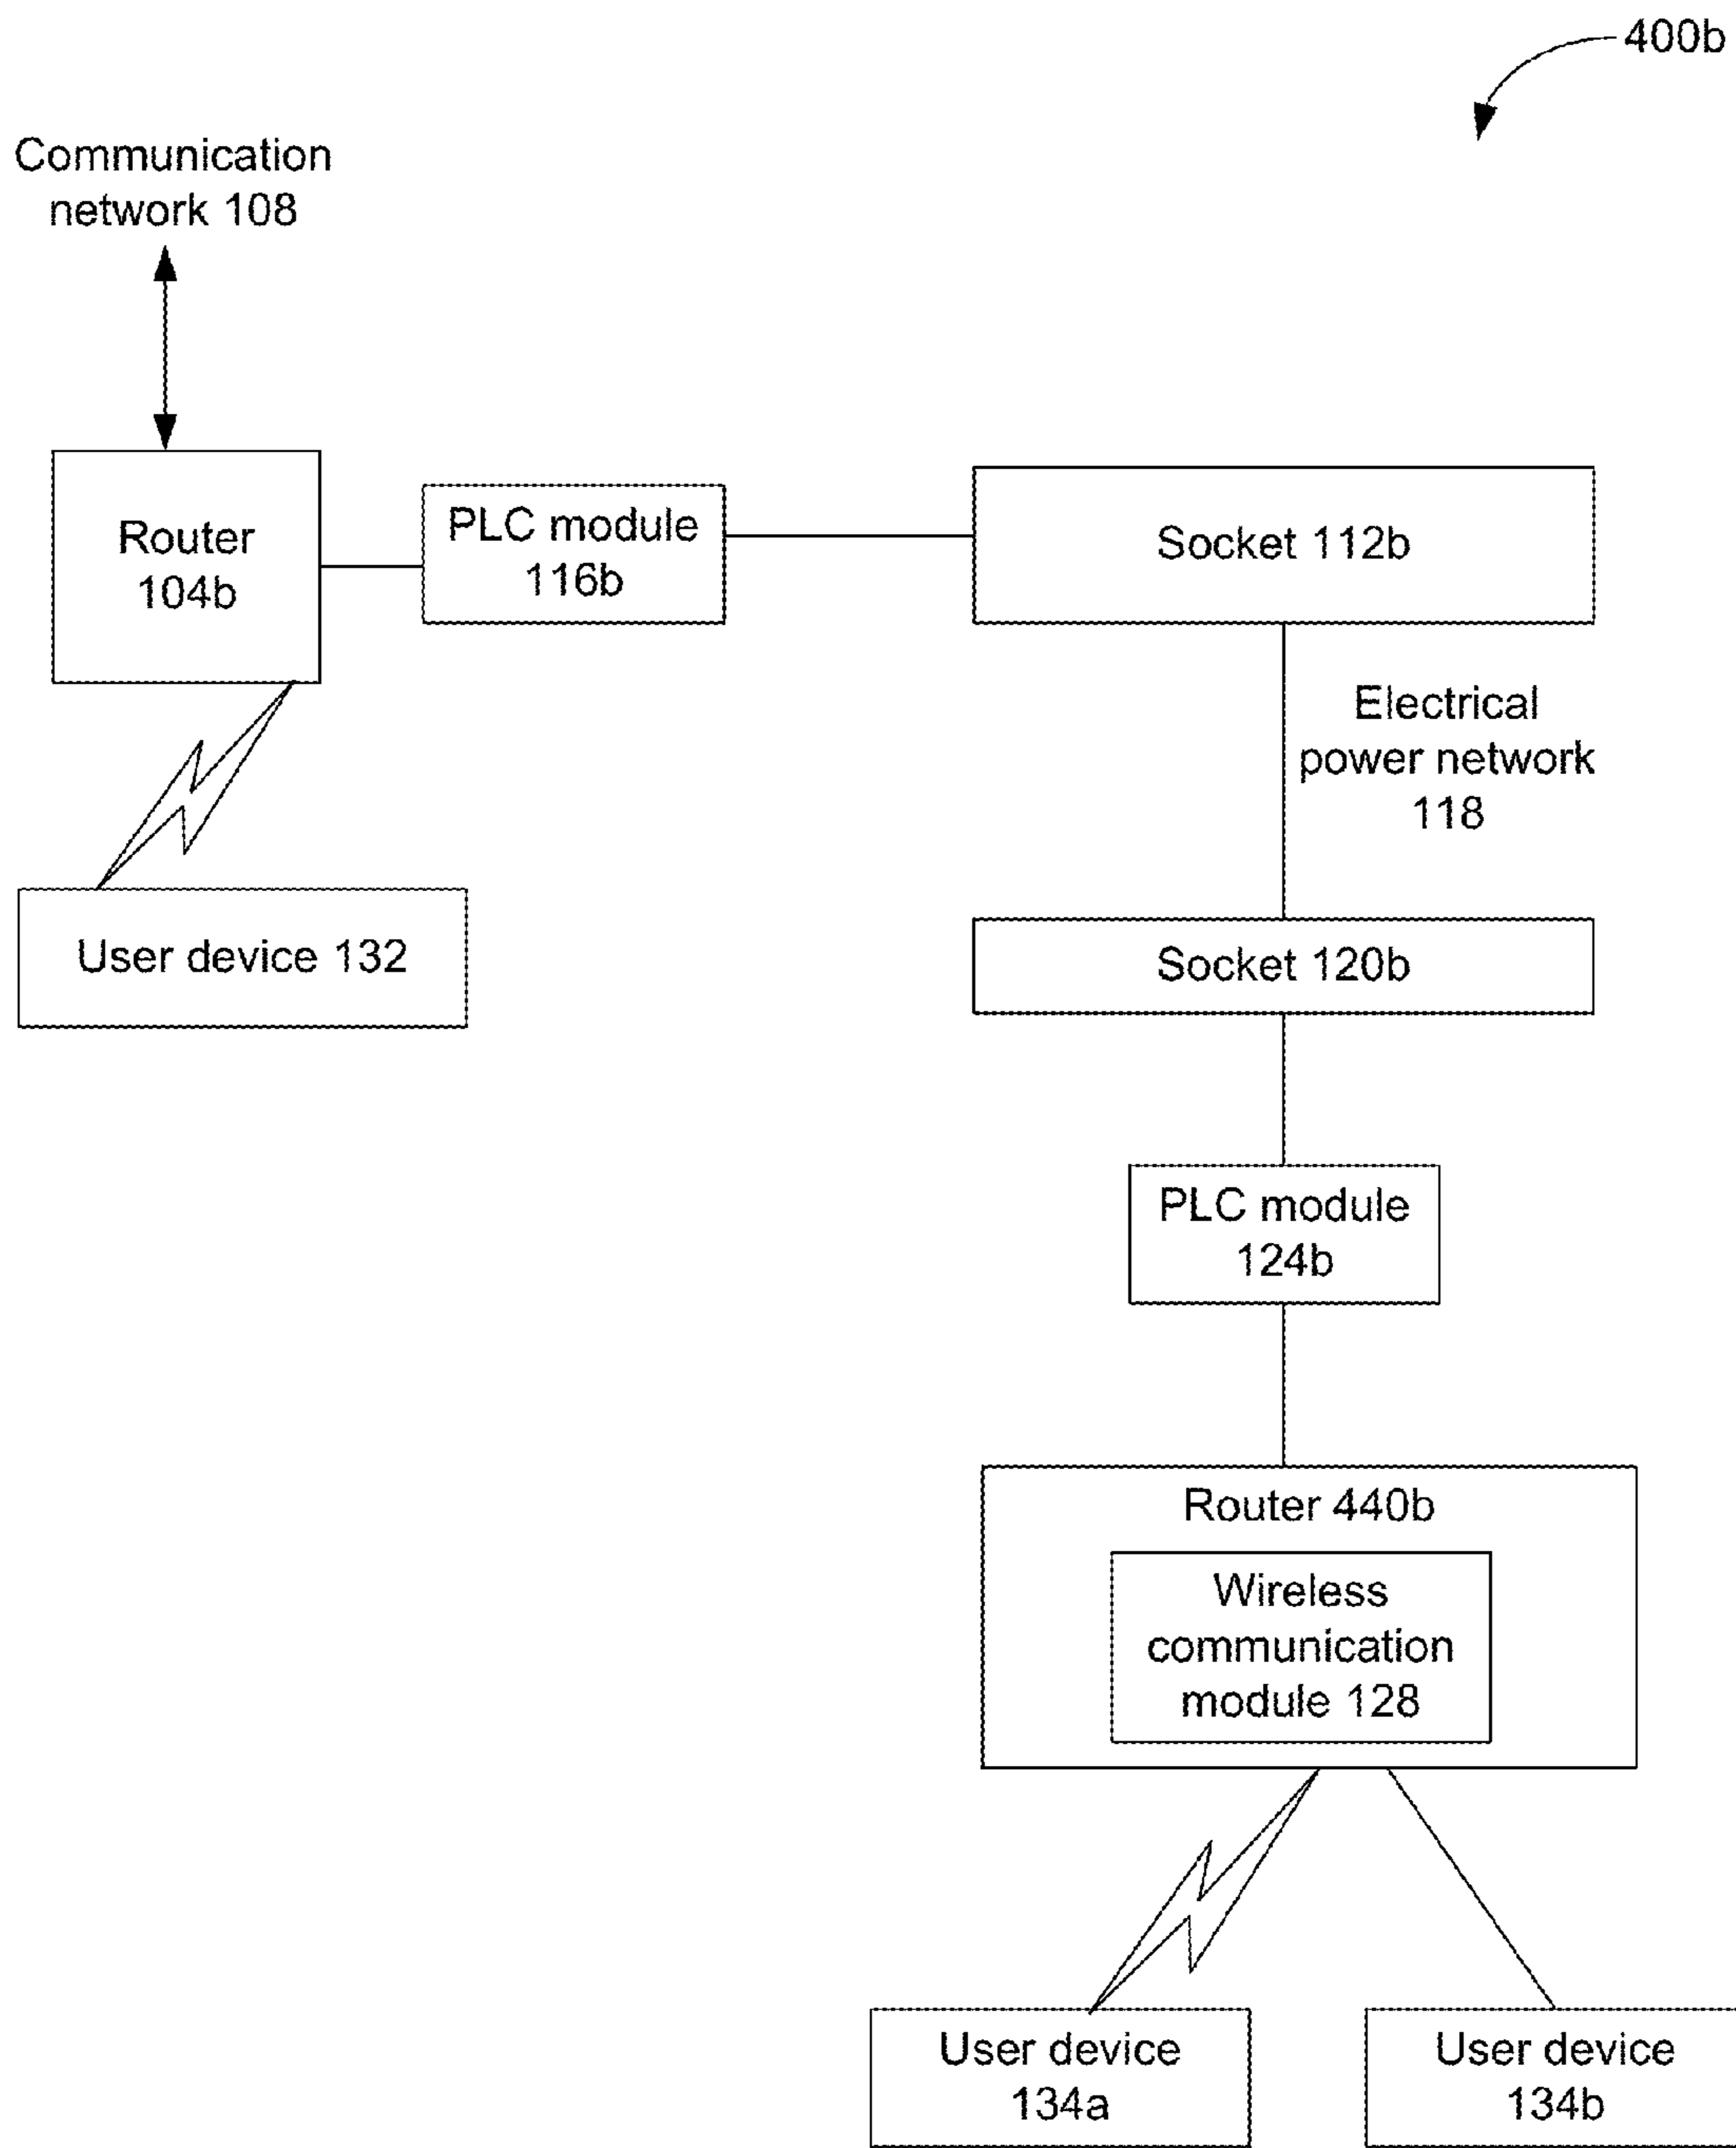 400b
Communication
network 108
Router
104b
PLC module
116b
Socket 112b
Electrical
power network
118
User device 132
Socket 120b
PLC module
124b
Router 440b
Wireless
communication
module 128
User device
134a
User device
134b